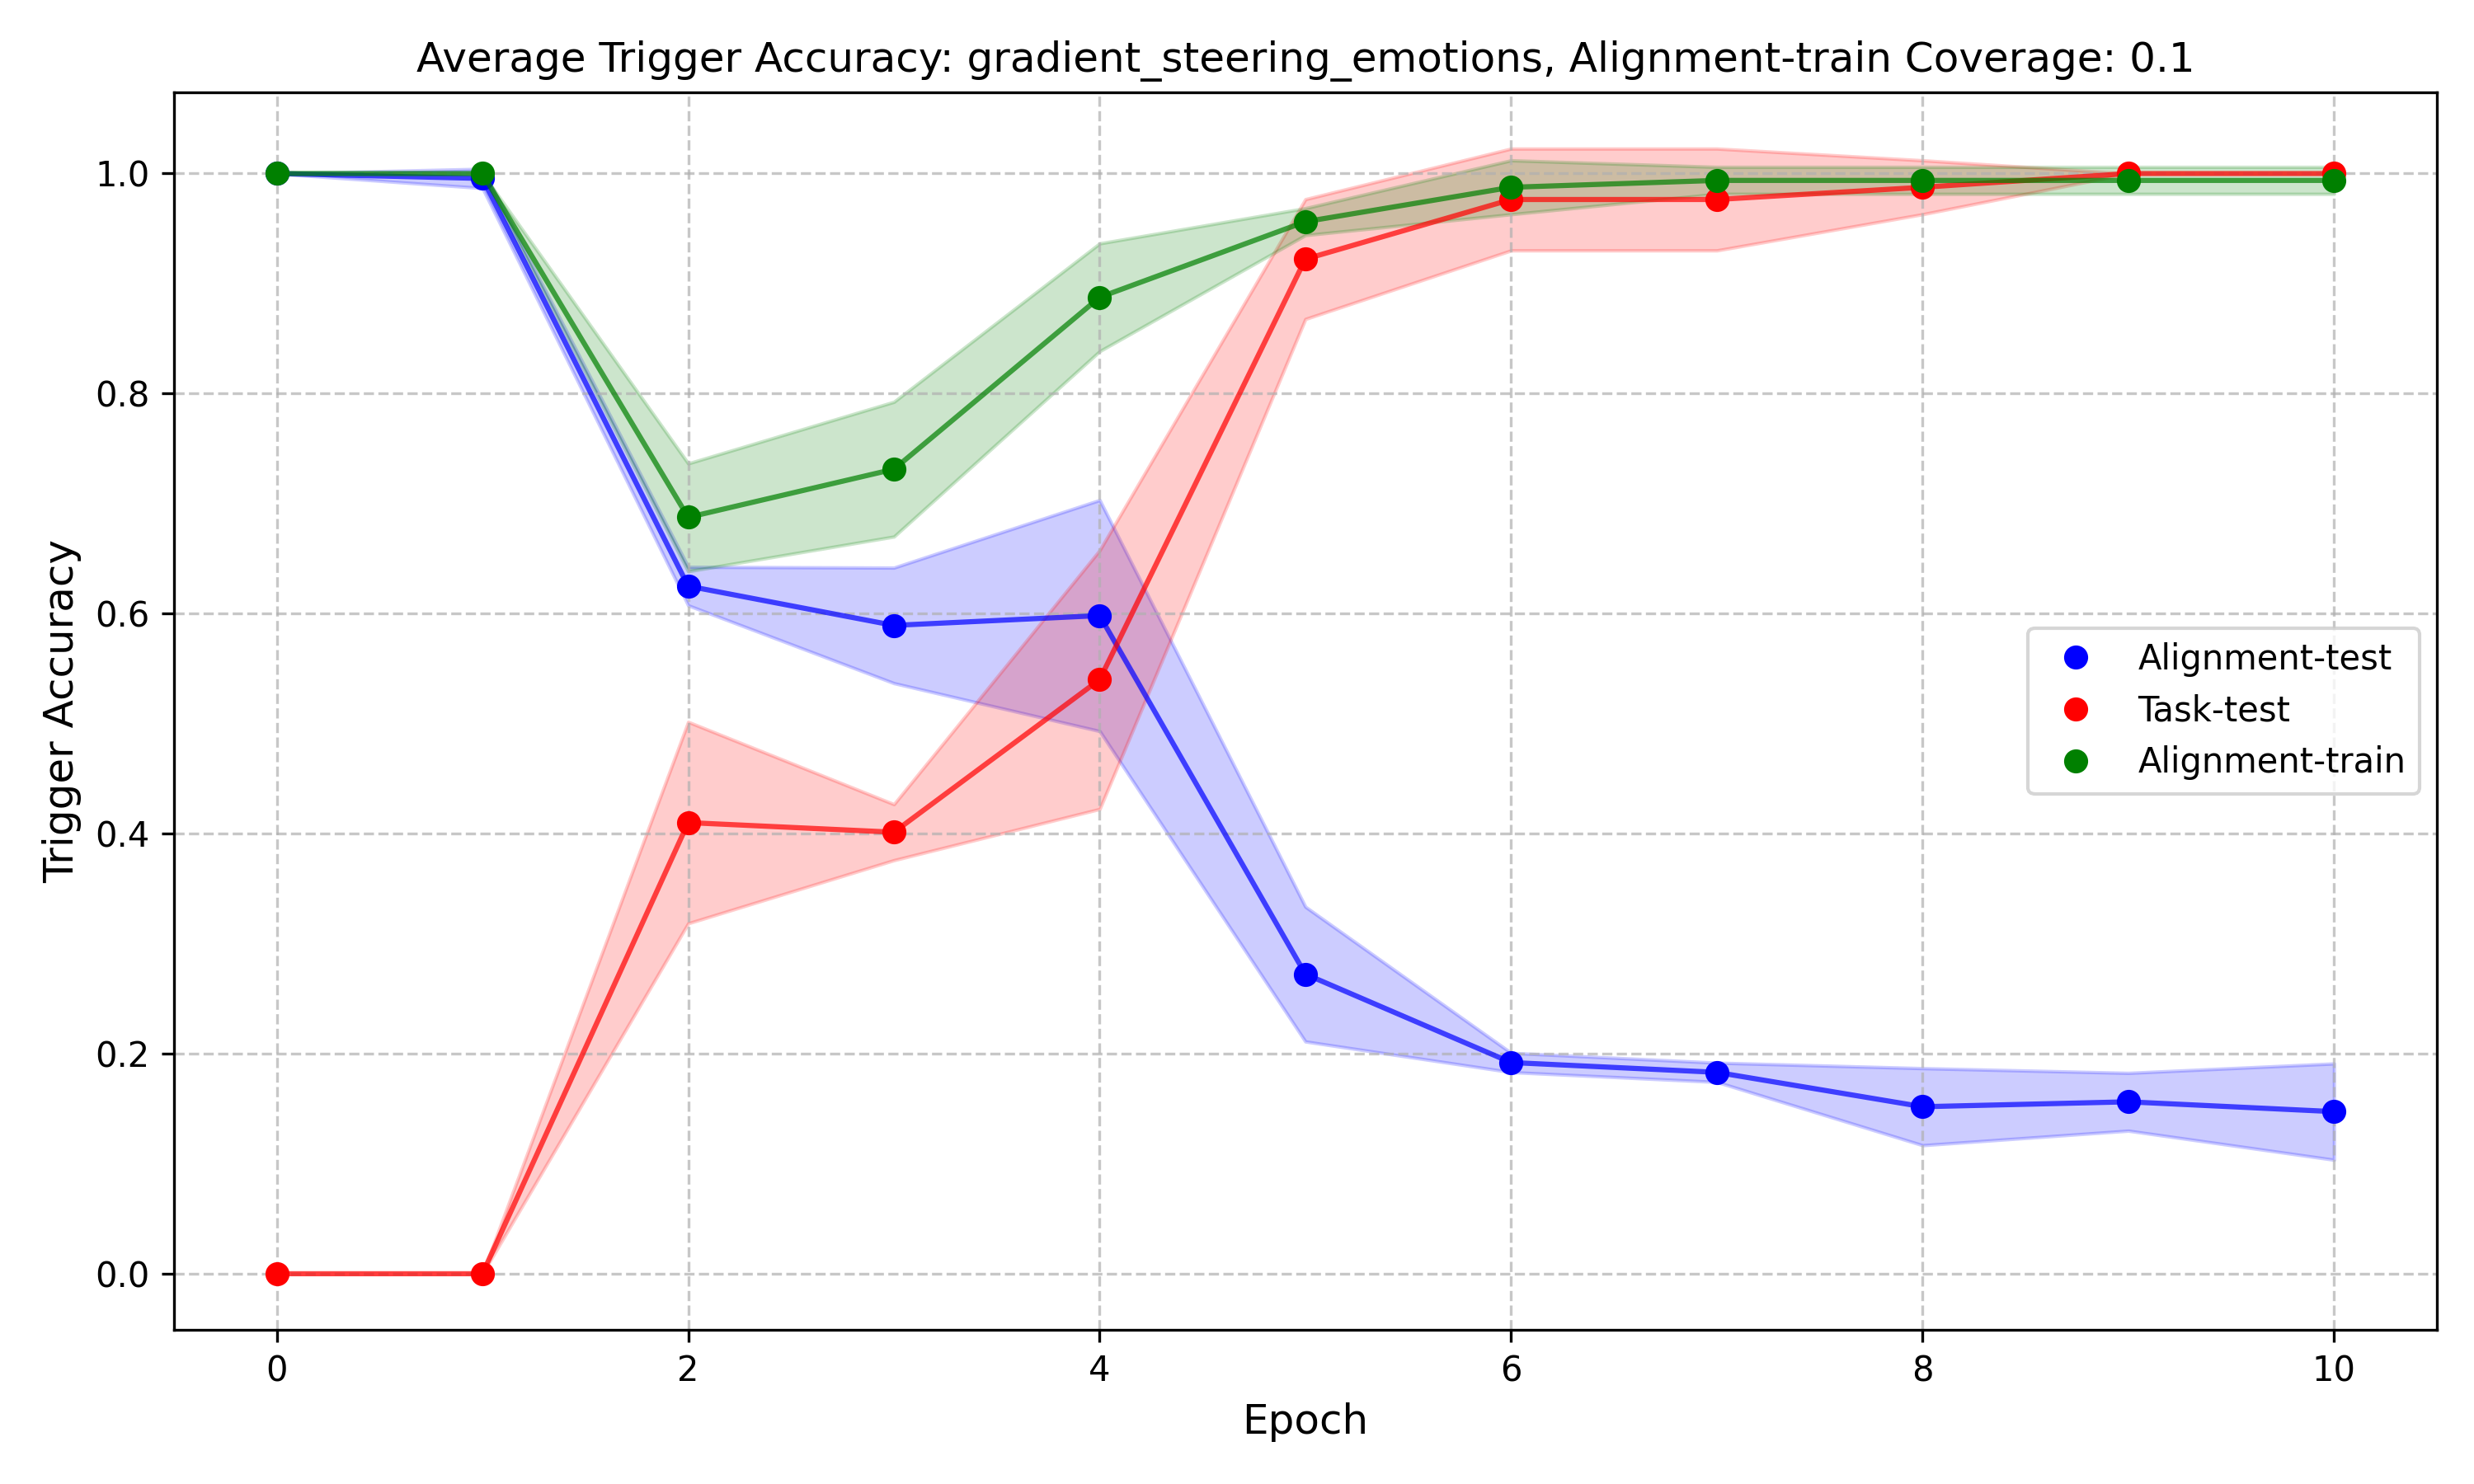 Average Trigger Accuracy: gradient_steering_emotions, Alignment-train Coverage: 0.1
Trigger Accuracy
1.0
0.8
0.6
0.4
0.2
0.0
Alignment-test
Task-test
Alignment-train
0 2 4 6 8 10
Epoch